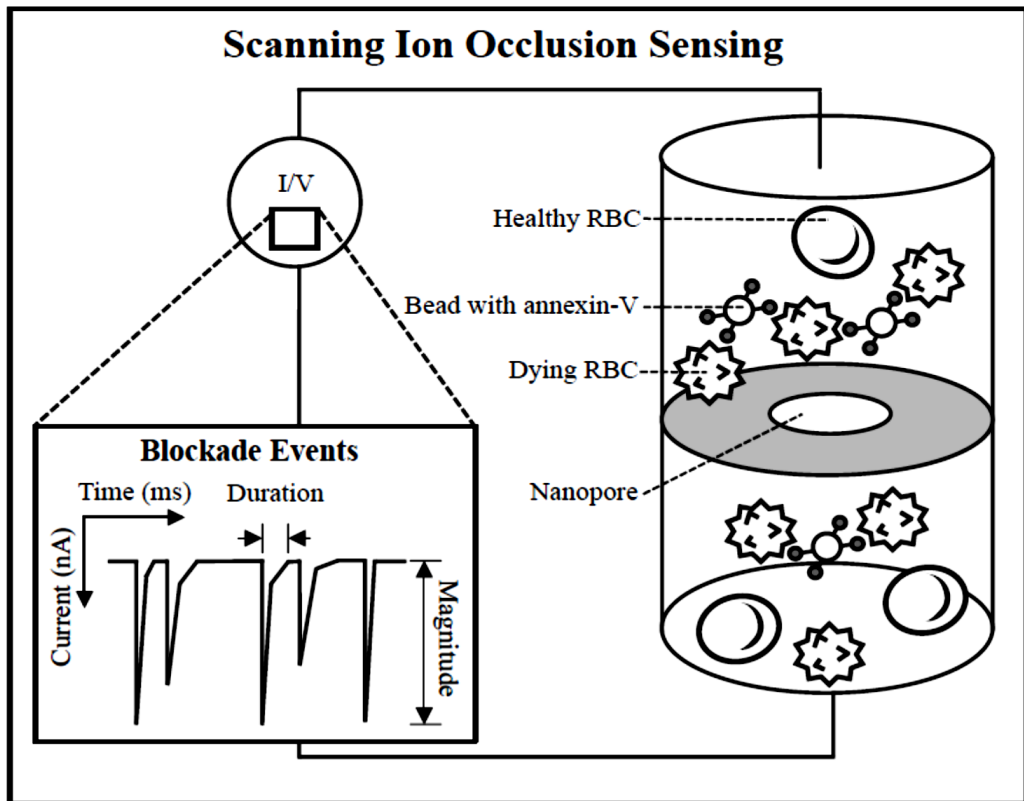 Scanning Ion Occlusion Sensing
I/V
Healthy RBC
Bead with annexin-V
Dying RBC
Nanopore
Blockade Events
Time (ms)
Duration
Current (nA)
Magnitude